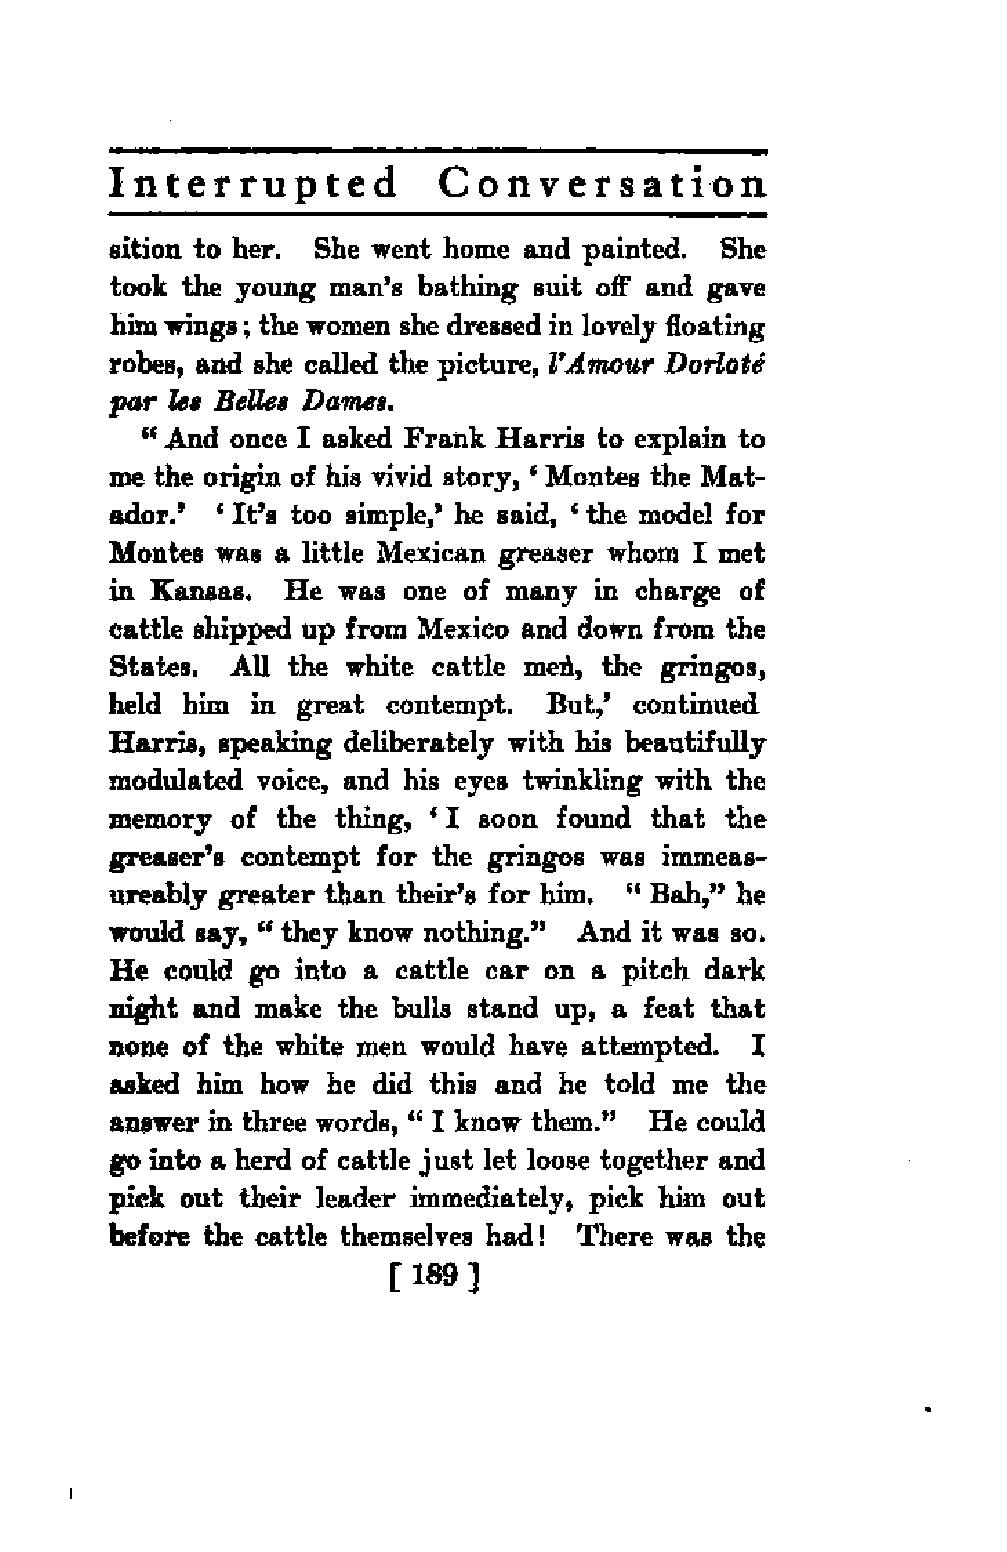 Interrupted Conversation
sition to her. She went home and painted. She
took the young man's bathing suit off and gave
him wings; the women she dressed in lovely floating
robes, and she called the picture, l'Amour Dorloté
par les Belles Dames.
“And once I asked Frank Harris to explain to
me the origin of his vivid story, ‘Montes the Mat-
ador.’ ‘It's too simple,’ he said, ‘the model for
Montes was a little Mexican greaser whom I met
in Kansas. He was one of many in charge of
cattle shipped up from Mexico and down from the
States. All the white cattle men, the gringos,
held him in great contempt. But,’ continued
Harris, speaking deliberately with his beautifully
modulated voice, and his eyes twinkling with the
memory of the thing, ‘I soon found that the
greaser's contempt for the gringos was immeas-
ureably greater than their's for him. “Bah,” he
would say, “they know nothing.” And it was so.
He could go into a cattle car on a pitch dark
night and make the bulls stand up, a feat that
none of the white men would have attempted. I
asked him how he did this and he told me the
answer in three words, “I know them.” He could
go into a herd of cattle just let loose together and
pick out their leader immediately, pick him out
before the cattle themselves had! There was the
[ 189 ]